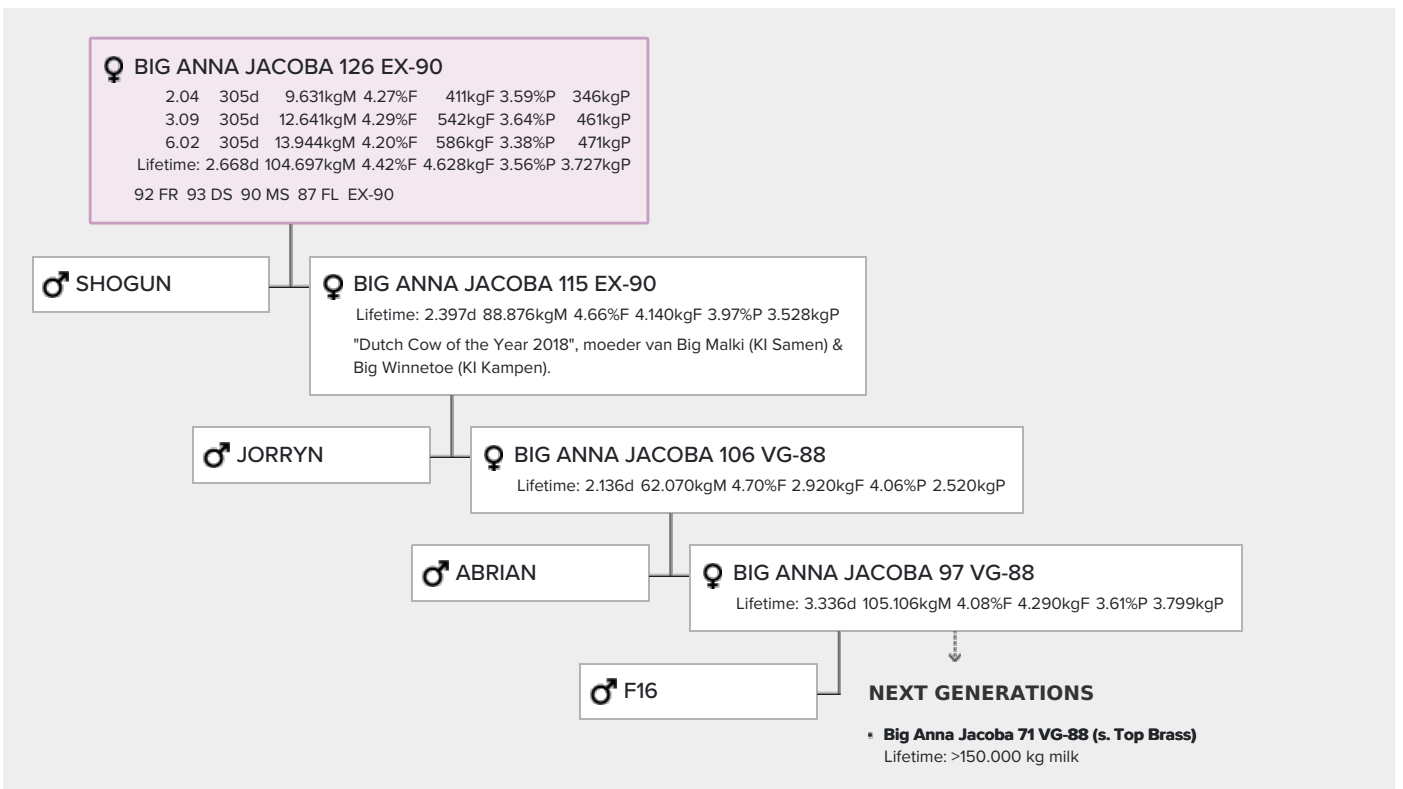 BIG ANNA JACOBA 126 EX-90
2.04 305d 9.631kgM 4.27%F 411kgF 3.59%P 346kgP
3.09 305d 12.641kgM 4.29%F 542kgF 3.64%P 461kgP
6.02 305d 13.944kgM 4.20%F 586kgF 3.38%P 471kgP
Lifetime: 2.668d 104.697kgM 4.42%F 4.628kgF 3.56%P 3.727kgP
92 FR 93 DS 90 MS 87 FL EX-90
SHOGUN
BIG ANNA JACOBA 115 EX-90
Lifetime: 2.397d 88.876kgM 4.66%F 4.140kgF 3.97%P 3.528kgP
"Dutch Cow of the Year 2018", moeder van Big Malki (KI Samen) &
Big Winnetoe (KI Kampen).
JORRYN
BIG ANNA JACOBA 106 VG-88
Lifetime: 2.136d 62.070kgM 4.70%F 2.920kgF 4.06%P 2.520kgP
ABRIAN
BIG ANNA JACOBA 97 VG-88
Lifetime: 3.336d 105.106kgM 4.08%F 4.290kgF 3.61%P 3.799kgP
F16
NEXT GENERATIONS
Big Anna Jacoba 71 VG-88 (s. Top Brass)
Lifetime: >150.000 kg milk